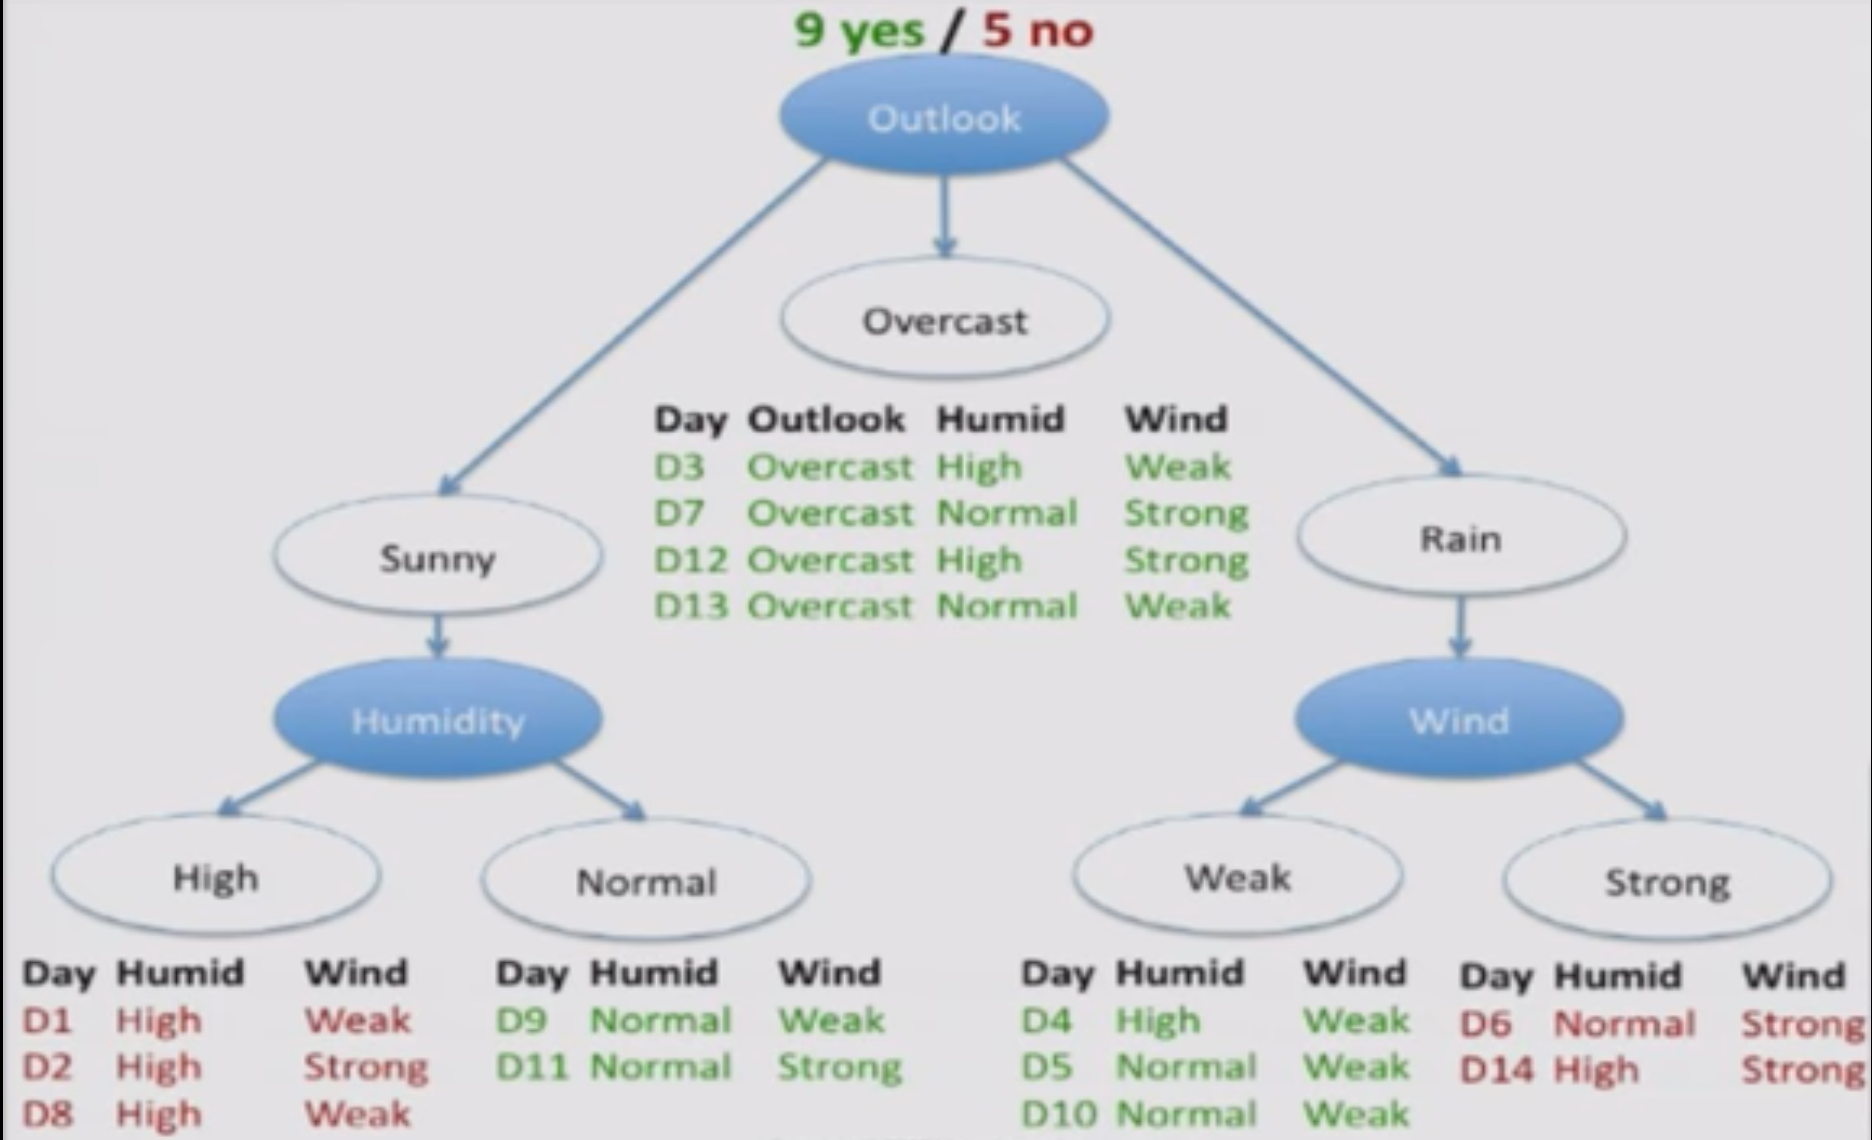 9 yes / 5 no
Outlook
Overcast
Day Outlook Humid Wind
D3 Overcast High Weak
D7 Overcast Normal Strong
D12 Overcast High Strong
D13 Overcast Normal Weak
Sunny
Rain
Humidity
Wind
High
Normal
Weak
Strong
Day Humid Wind
D1 High Weak
D2 High Strong
D8 High Weak
Day Humid Wind
D9 Normal Weak
D11 Normal Strong
Day Humid Wind
D4 High Weak
D5 Normal Weak
D10 Normal Weak
Day Humid Wind
D6 Normal Strong
D14 High Strong